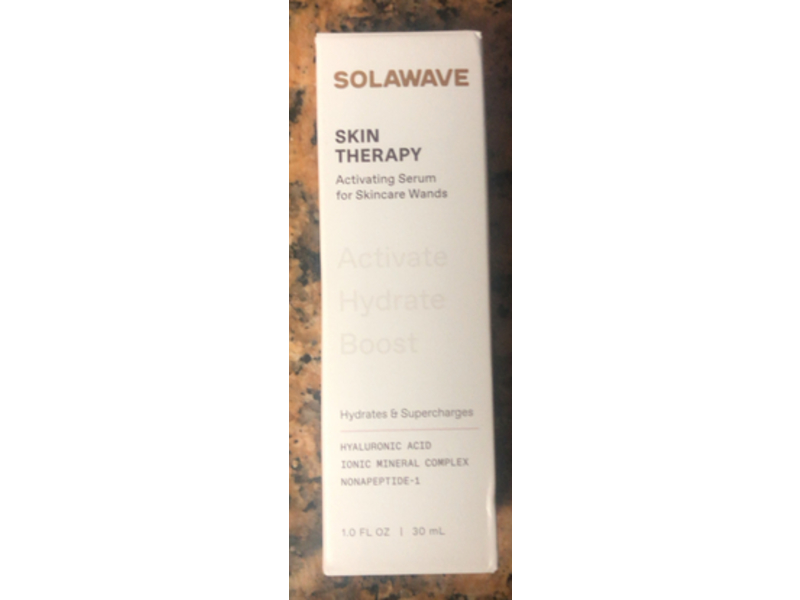 SOLAWAVE
SKIN
THERAPY
Activating Serum
for Skincare Wands
Activate
Hydrate
Boost
Hydrates & Supercharges
HYALURONIC ACID
IONIC MINERAL COMPLEX
NONAPEPTIDE-1
1.0 FL OZ | 30 mL